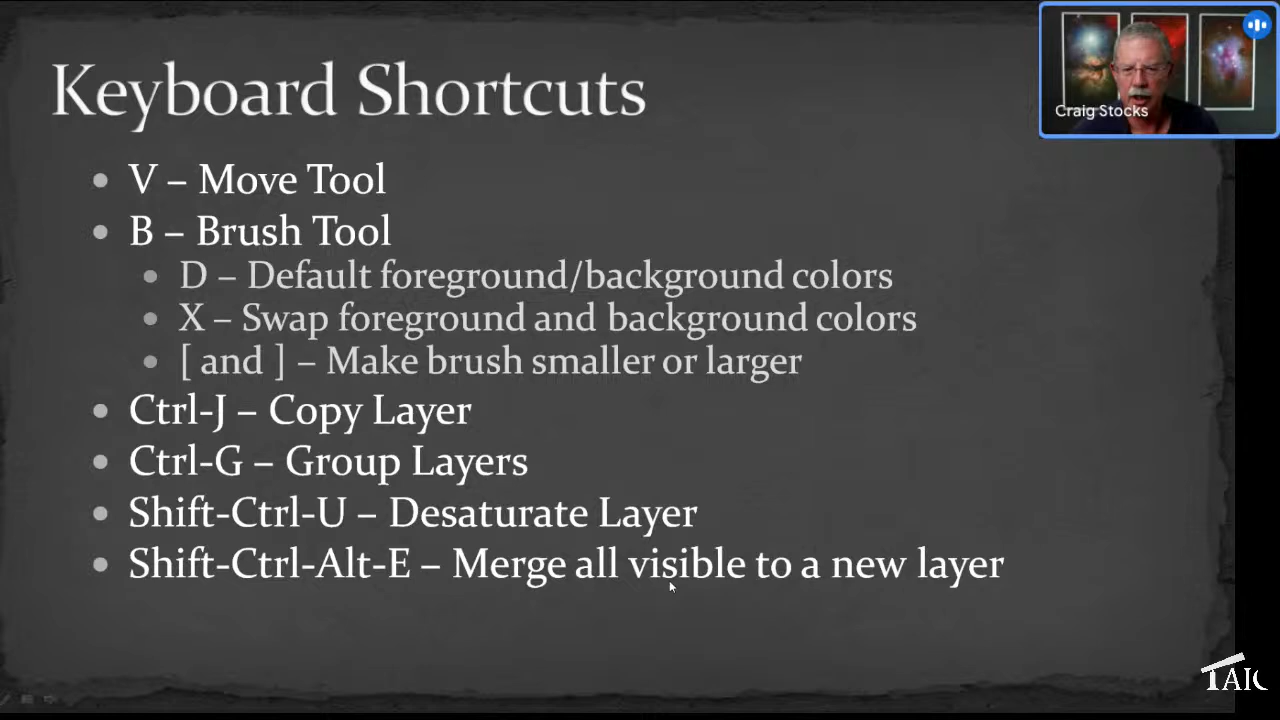 Keyboard Shortcuts
Craig Stocks
V – Move Tool
B – Brush Tool
D – Default foreground/background colors
X – Swap foreground and background colors
[ and ] – Make brush smaller or larger
Ctrl-J – Copy Layer
Ctrl-G – Group Layers
Shift-Ctrl-U – Desaturate Layer
Shift-Ctrl-Alt-E – Merge all visible to a new layer
TAIC